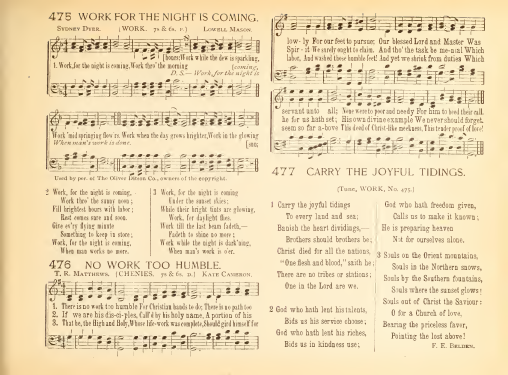 475 WORK FOR THE NIGHT IS COMING.
SYDNEY DYER. [WORK. 7s & 6s. D.] LOWELL MASON.
[hours; Work while the dew is sparkling,
1. Work, for the night is coming, Work thro' the morning [coming,
D. S.—Work, for the night is
Work 'mid springing flow'rs. Work when the day grows brighter, Work in the glowing
When man's work is done. [sun;
Used by per. of The Oliver Ditson Co., owners of the copyright.
2 Work, for the night is coming,
Work thro' the sunny noon;
Fill brightest hours with labor;
Rest comes sure and soon.
Give ev'ry flying minute
Something to keep in store;
Work, for the night is coming,
When man works no more.
3 Work, for the night is coming
Under the sunset skies;
While their bright tints are glowing,
Work, for daylight flies.
Work till the last beam fadeth,—
Fadeth to shine no more;
Work while the night is dark'ning,
When man's work is o'er.
476 NO WORK TOO HUMBLE.
T. R. MATTHEWS. [CHENIES. 7s & 6s. D.] KATE CAMERON.
1. There is no work too humble For Christian hands to do; There is no path too
2. If we are his dis-ci-ples, Call'd by his holy name, A portion of his
3. That he, the High and Holy, Whose life-work was complete, Should gird himself for
low-ly For our feet to pursue; Our blessed Lord and Master Was
Spir-it We surely ought to claim. And tho' the task be me-nial Which
labor, And washed those humble feet! And yet we shrink from duties Which
servant unto all; 'Twas were to poor and needy For him to heed their call.
he for us hath set; His own divine example We never should forget.
seem so far a-bove This deed of Christ-like meekness, This tender proof of love!
477 CARRY THE JOYFUL TIDINGS.
(Tune, WORK, No. 475.)
1 Carry the joyful tidings
To every land and sea;
Banish the heart dividings,—
Brothers should brothers be;
Christ died for all the nations,
"One flesh and blood," saith he;
There are no tribes or stations;
One in the Lord are we.
2 God who hath lent his talents,
Bids us his service choose;
God who hath lent his riches,
Bids us in kindness use;
God who hath freedom given,
Calls us to make it known;
He is preparing heaven
Not for ourselves alone.
3 Souls on the Orient mountains,
Souls in the Northern snows,
Souls by the Southern fountains,
Souls where the sunset glows:
Souls out of Christ the Saviour:
O for a Church of love,
Bearing the priceless favor,
Pointing the lost above!
F. E. BELDEN.